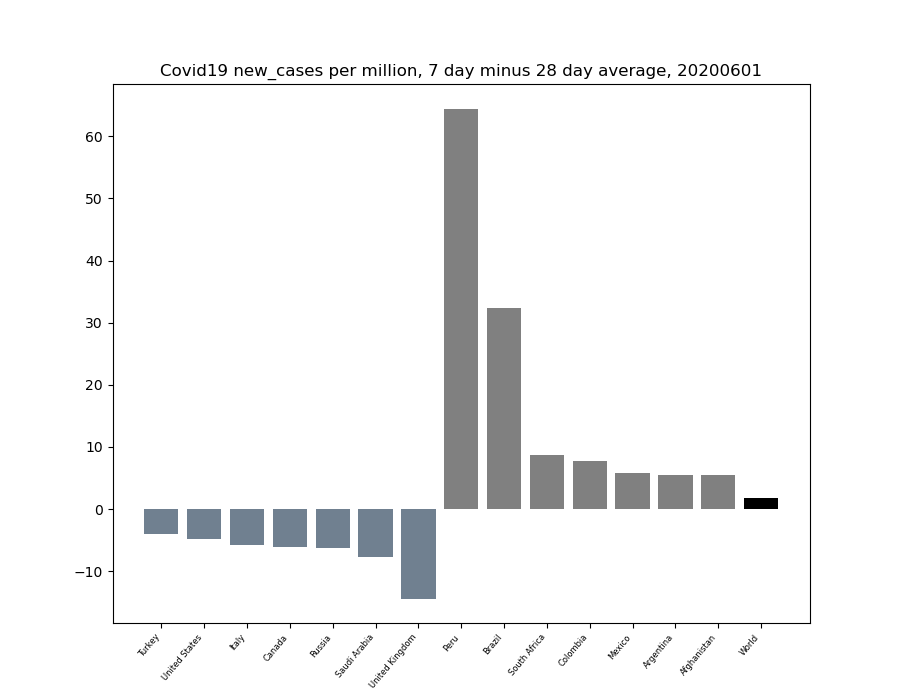 Covid19 new_cases per million, 7 day minus 28 day average, 20200601
60
50
40
30
20
10
0
−10
Turkey
United States
Italy
Canada
Russia
Saudi Arabia
United Kingdom
Peru
Brazil
South Africa
Colombia
Mexico
Argentina
Afghanistan
World